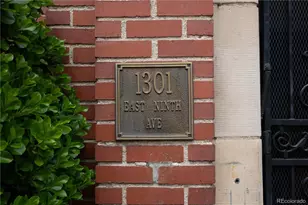 1301
EAST NINTH
AVE
REcolorado